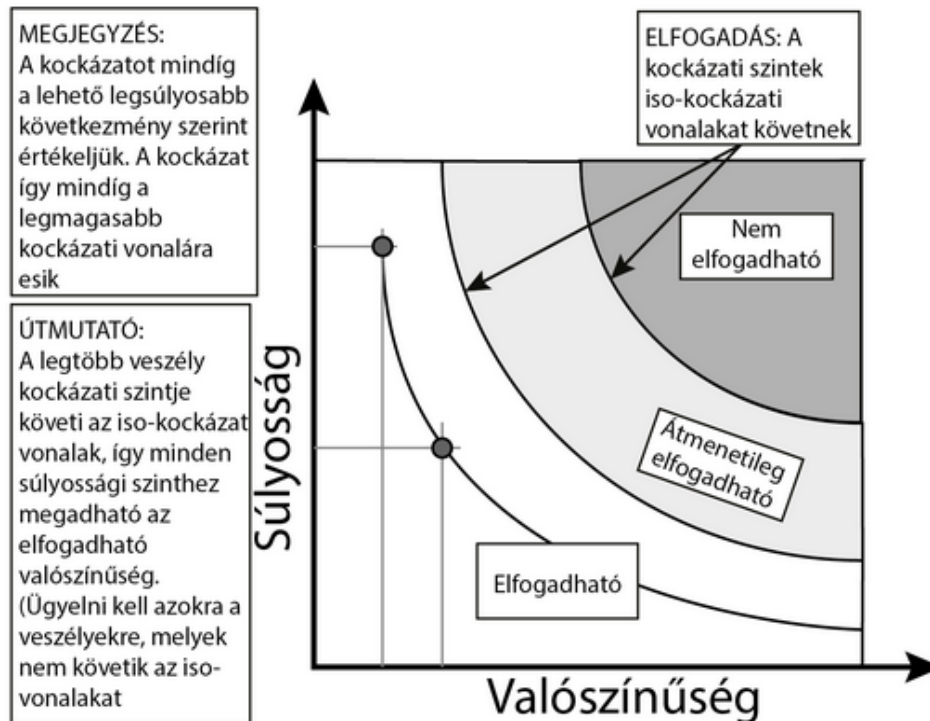 MEGJEGYZÉS:
A kockázatot mindíg
a lehető legsúlyosabb
következmény szerint
értékeljük. A kockázat
így mindíg a
legmagasabb
kockázati vonalára
esik
ÚTMUTATÓ:
A legtöbb veszély
kockázati szintje
követi az iso-kockázat
vonalak, így minden
súlyossági szinthez
megadható az
elfogadható
valószínűség.
(Ügyelni kell azokra a
veszélyekre, melyek
nem követik az iso-
vonalakat
ELFOGADÁS: A
kockázati szintek
iso-kockázati
vonalakat követnek
Nem
elfogadható
Átmenetileg
elfogadható
Elfogadható
Súlyosság
Valószínűség